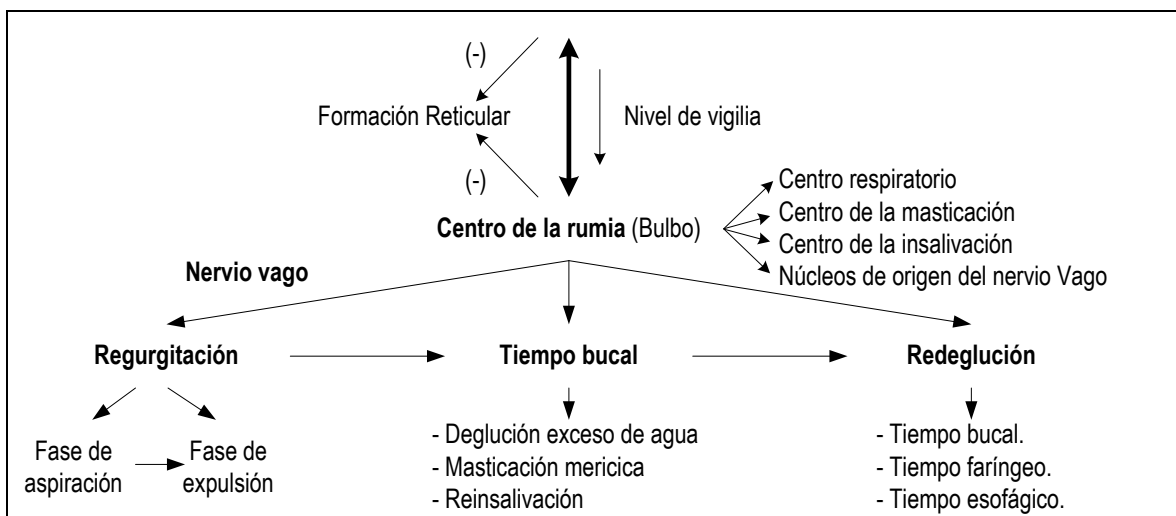 (-)
Formación Reticular
Nivel de vigilia
(-)
Centro de la rumia (Bulbo)
Centro respiratorio
Centro de la masticación
Centro de la insalivación
Núcleos de origen del nervio Vago
Nervio vago
Regurgitación
Tiempo bucal
Redeglución
Fase de
aspiración
Fase de
expulsión
- Deglución exceso de agua
- Masticación mericica
- Reinsalivación
- Tiempo bucal.
- Tiempo faríngeo.
- Tiempo esofágico.